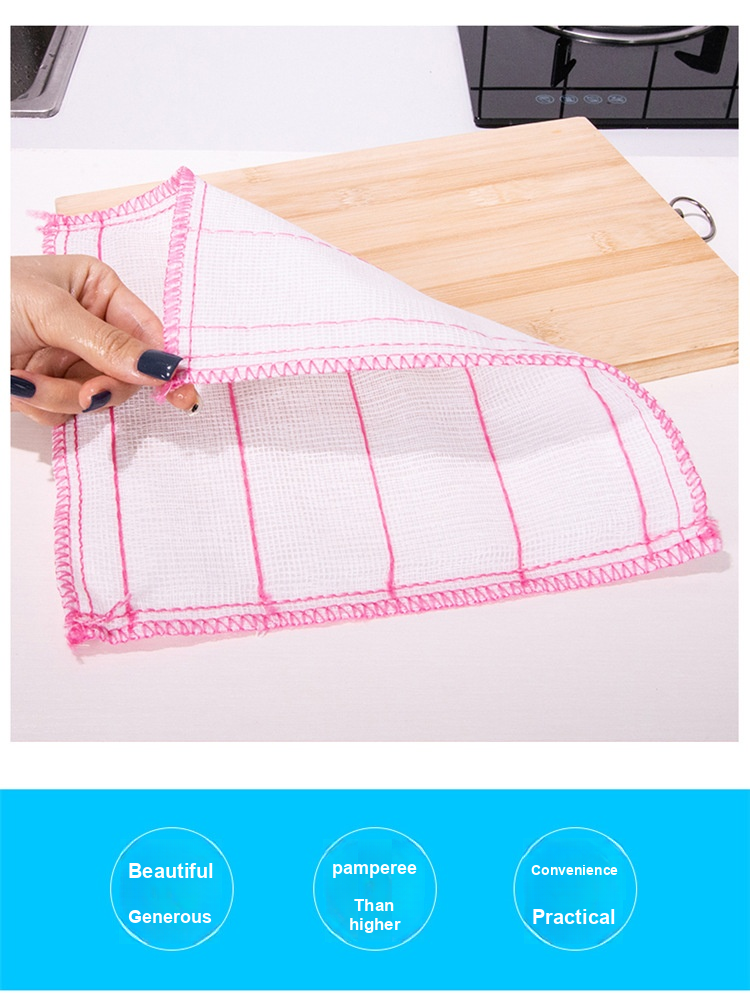 Beautiful
Generous
pamperee
Than
higher
Convenience
Practical